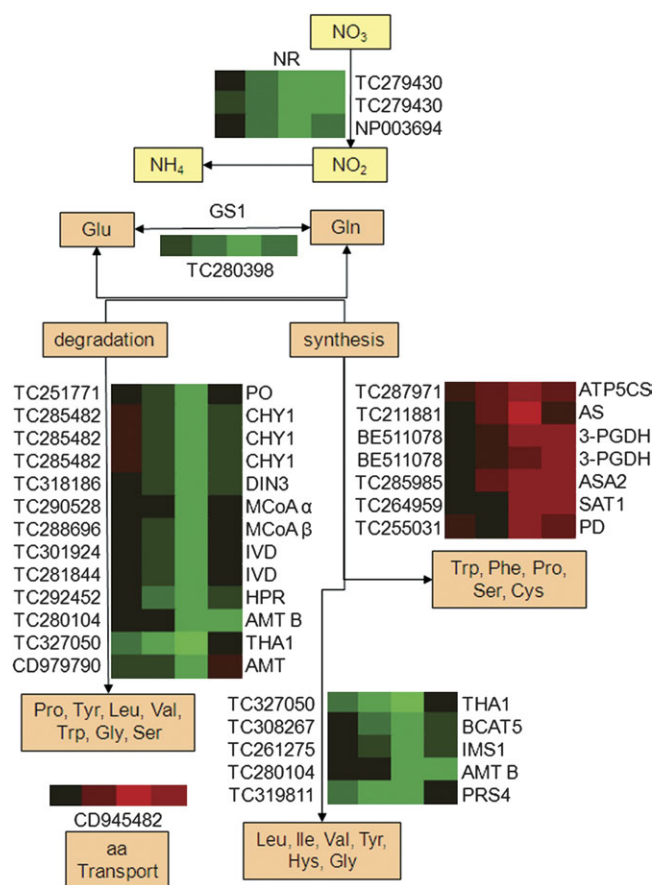 NO3
NR
TC279430
TC279430
NP003694
NH4
NO2
GS1
Glu
Gln
TC280398
degradation
synthesis
TC251771 PO
TC285482 CHY1
TC285482 CHY1
TC285482 CHY1
TC318186 DIN3
TC290528 MCoA α
TC288696 MCoA β
TC301924 IVD
TC281844 IVD
TC292452 HPR
TC280104 AMT B
TC327050 THA1
CD979790 AMT
TC287971 ATP5CS
TC211881 AS
BE511078 3-PGDH
BE511078 3-PGDH
TC285985 ASA2
TC264959 SAT1
TC255031 PD
Trp, Phe, Pro,
Ser, Cys
Pro, Tyr, Leu, Val,
Trp, Gly, Ser
TC327050 THA1
TC308267 BCAT5
TC261275 IMS1
TC280104 AMT B
TC319811 PRS4
CD945482
aa
Transport
Leu, Ile, Val, Tyr,
Hys, Gly